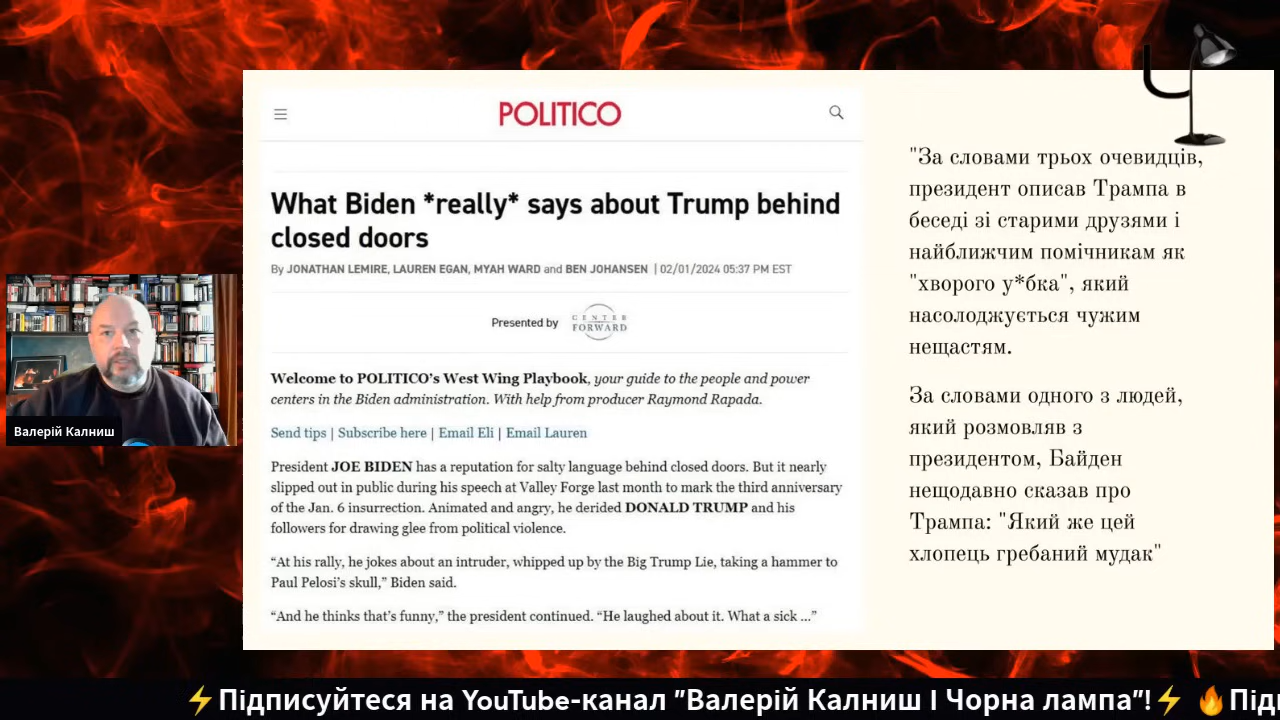 POLITICO
What Biden *really* says about Trump behind
closed doors
By JONATHAN LEMIRE, LAUREN EGAN, MYAH WARD and BEN JOHANSEN | 02/01/2024 05:37 PM EST
Presented by CENTER FORWARD
Welcome to POLITICO's West Wing Playbook, your guide to the people and power
centers in the Biden administration. With help from producer Raymond Rapada.
Send tips | Subscribe here | Email Eli | Email Lauren
President JOE BIDEN has a reputation for salty language behind closed doors. But it nearly
slipped out in public during his speech at Valley Forge last month to mark the third anniversary
of the Jan. 6 insurrection. Animated and angry, he derided DONALD TRUMP and his
followers for drawing glee from political violence.
“At his rally, he jokes about an intruder, whipped up by the Big Trump Lie, taking a hammer to
Paul Pelosi's skull,” Biden said.
“And he thinks that's funny,” the president continued. “He laughed about it. What a sick ...”
"За словами трьох очевидців,
президент описав Трампа в
беседі зі старими друзями і
найближчим помічникам як
"хворого у*бка", який
насолоджується чужим
нещастям.
За словами одного з людей,
який розмовляв з
президентом, Байден
нещодавно сказав про
Трампа: "Який же цей
хлопець гребаний мудак"
Валерій Калниш
⚡Підписуйтеся на YouTube-канал "Валерій Калниш І Чорна лампа"!⚡ 🔥Підп